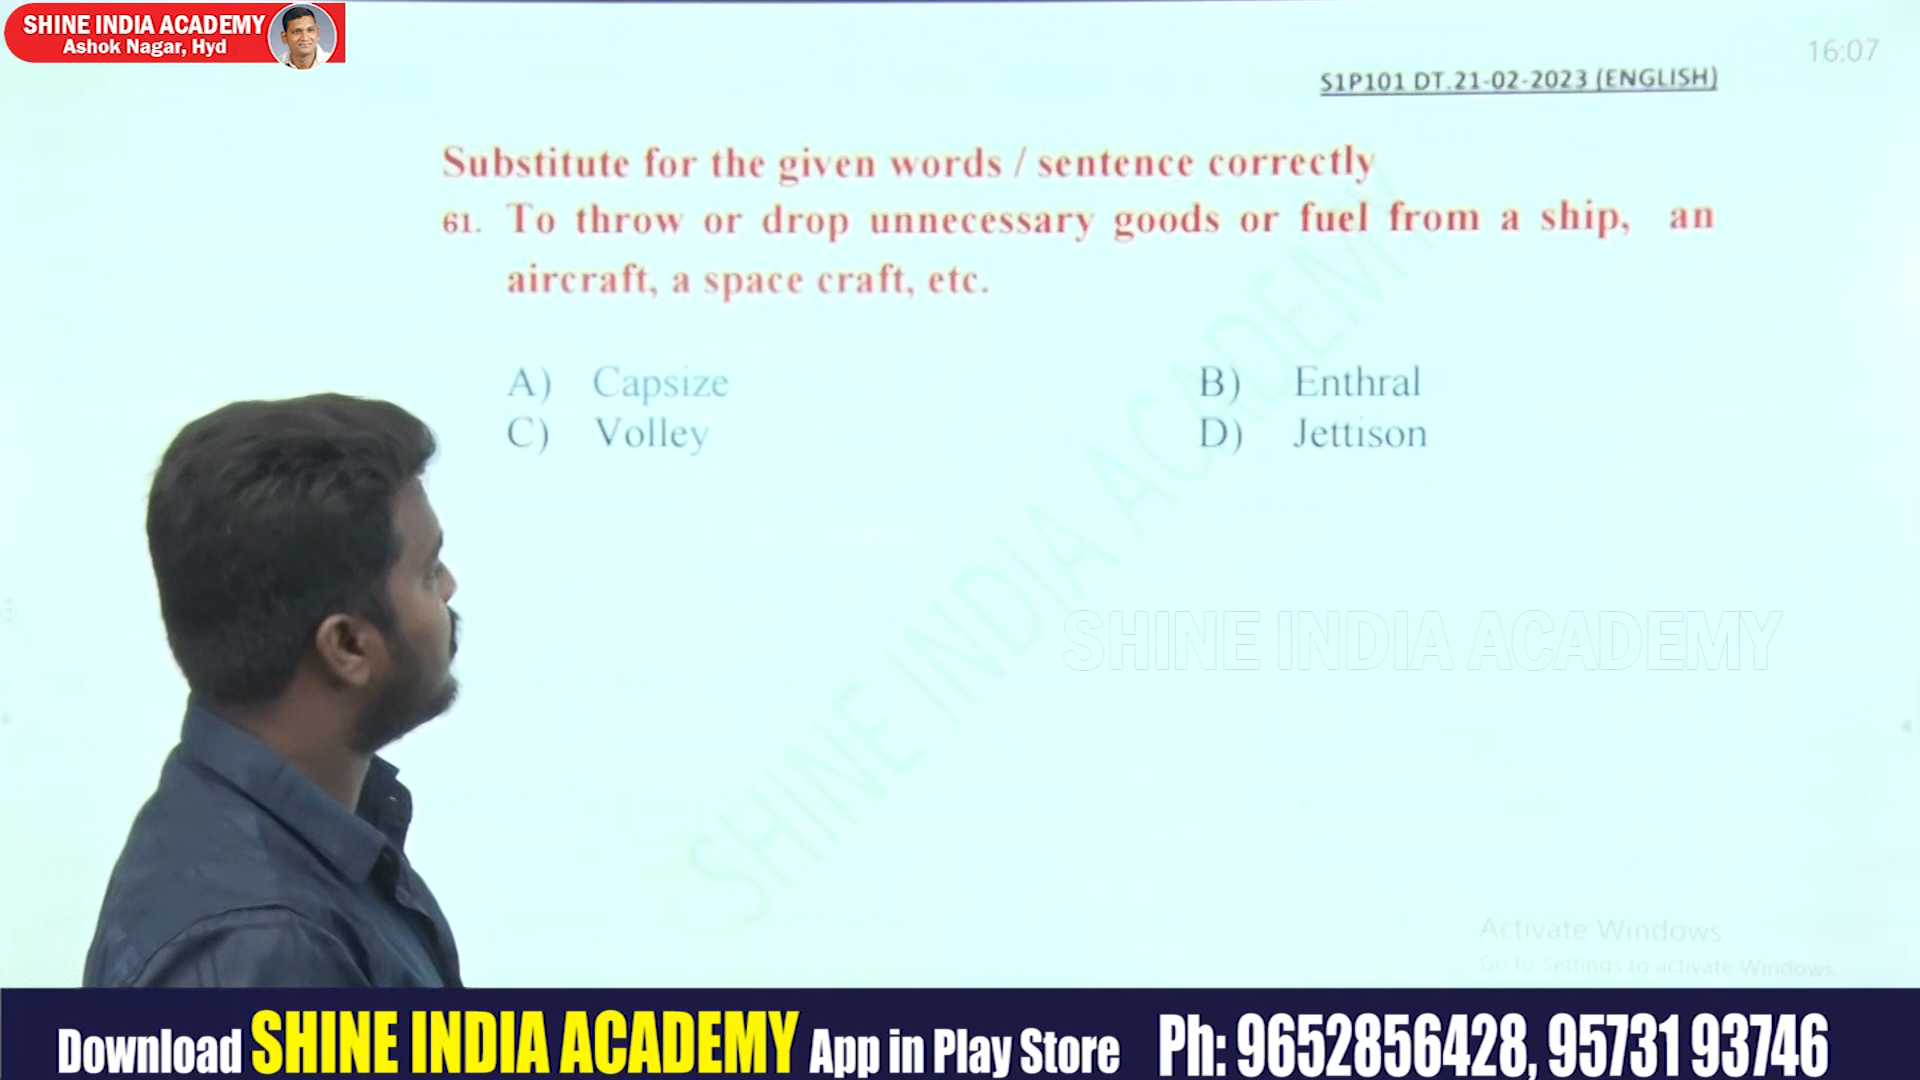 SHINE INDIA ACADEMY
Ashok Nagar, Hyd
16:07
S1P101 DT.21-02-2023 (ENGLISH)
Substitute for the given words / sentence correctly
61. To throw or drop unnecessary goods or fuel from a ship, an
aircraft, a space craft, etc.
A) Capsize B) Enthral
C) Volley D) Jettison
SHINE INDIA ACADEMY
SHINE INDIA ACADEMY
Activate Windows
Go to Settings to activate Windows.
Download SHINE INDIA ACADEMY App in Play Store Ph: 9652856428, 95731 93746